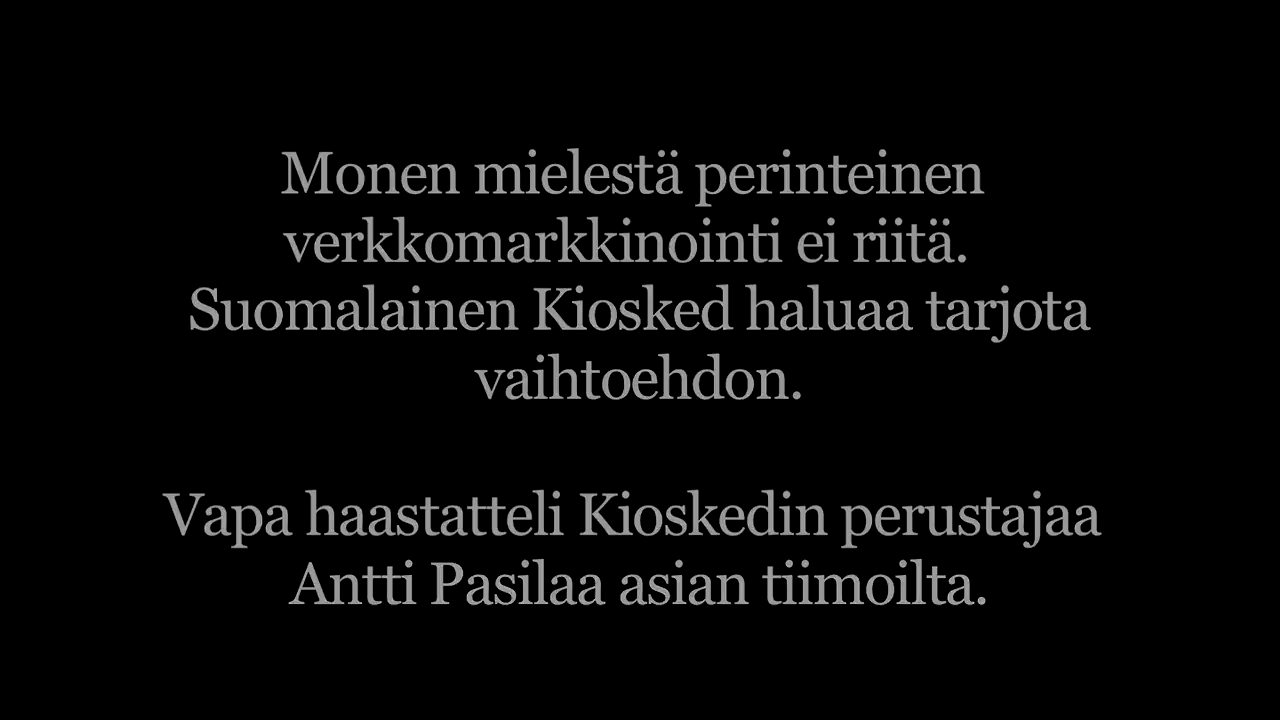 Monen mielestä perinteinen
verkkomarkkinointi ei riitä.
Suomalainen Kiosked haluaa tarjota
vaihtoehdon.
Vapa haastatteli Kioskedin perustajaa
Antti Pasilaa asian tiimoilta.